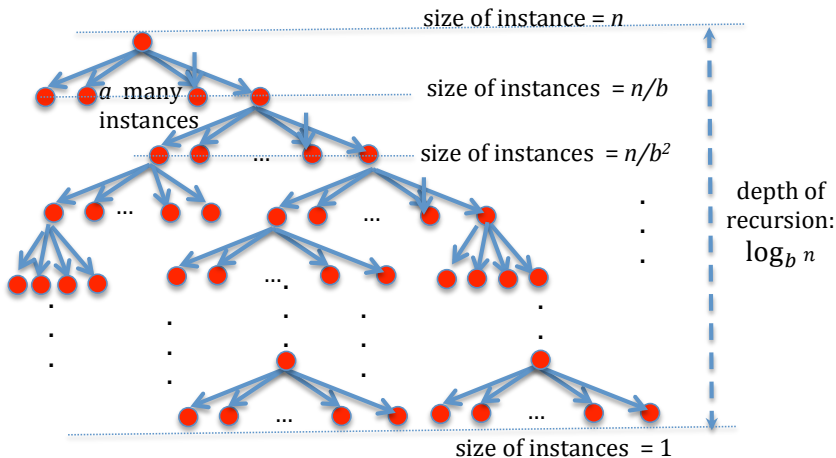 size of instance = n
size of instances = n/b
a many
instances
size of instances = n/b²
...
...
...
depth of
recursion:
log_b n
...
...
...
size of instances = 1